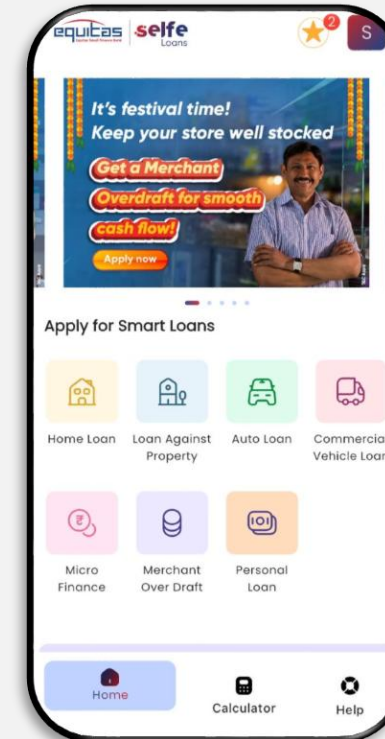 equitas selfe
Loans
2
S
It's festival time!
Keep your store well stocked
Get a Merchant
Overdraft for smooth
cash flow!
Apply now
Apply for Smart Loans
Home Loan Loan Against Auto Loan Commercia
Property Vehicle Loan
Micro Merchant Personal
Finance Over Draft Loan
Home Calculator Help